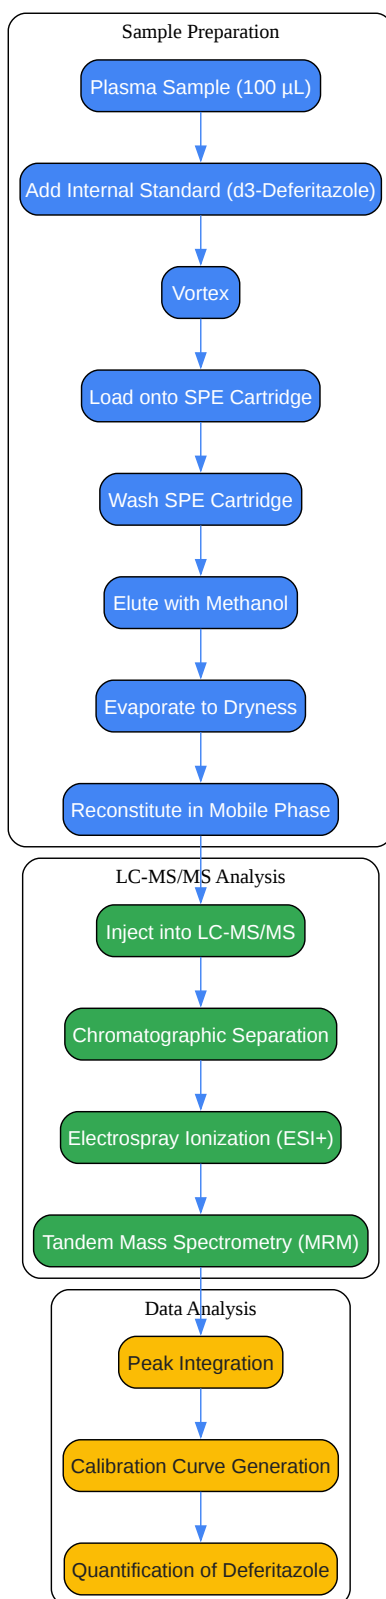 Sample Preparation
Plasma Sample (100 µL)
Add Internal Standard (d3-Deferitazole)
Vortex
Load onto SPE Cartridge
Wash SPE Cartridge
Elute with Methanol
Evaporate to Dryness
Reconstitute in Mobile Phase
LC-MS/MS Analysis
Inject into LC-MS/MS
Chromatographic Separation
Electrospray Ionization (ESI+)
Tandem Mass Spectrometry (MRM)
Data Analysis
Peak Integration
Calibration Curve Generation
Quantification of Deferitazole